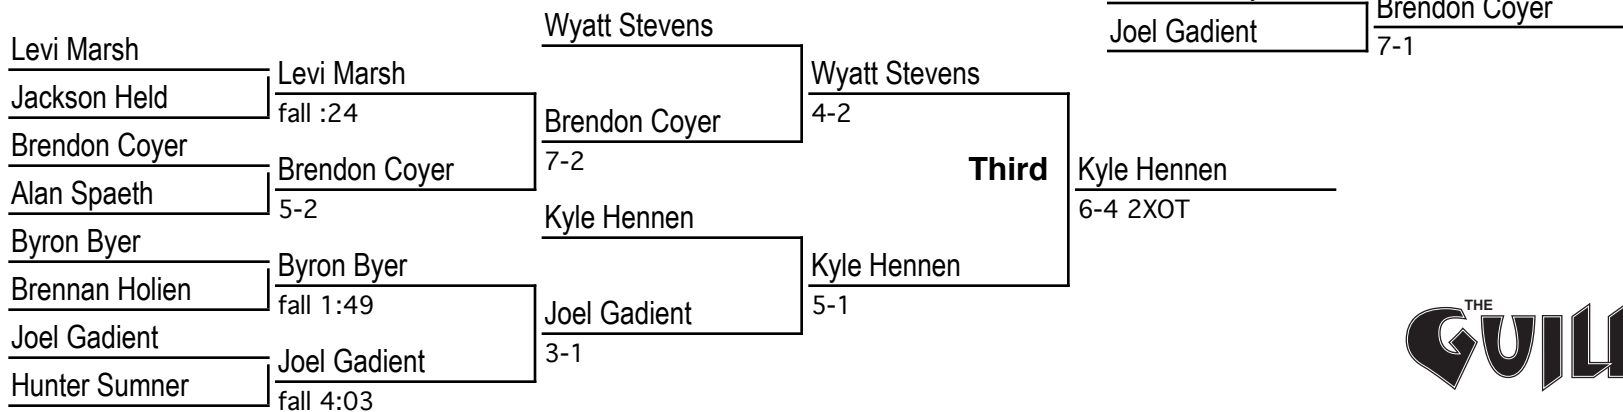 Brendon Coyer
Wyatt Stevens
Joel Gadient
7-1
Levi Marsh
Levi Marsh
Wyatt Stevens
Jackson Held
fall :24
Brendon Coyer
4-2
Brendon Coyer
Brendon Coyer
7-2
Third
Kyle Hennen
Alan Spaeth
5-2
Kyle Hennen
6-4 2XOT
Byron Byer
Byron Byer
Kyle Hennen
Brennan Holien
fall 1:49
Joel Gadient
5-1
THE
Joel Gadient
Joel Gadient
3-1
Hunter Sumner
fall 4:03